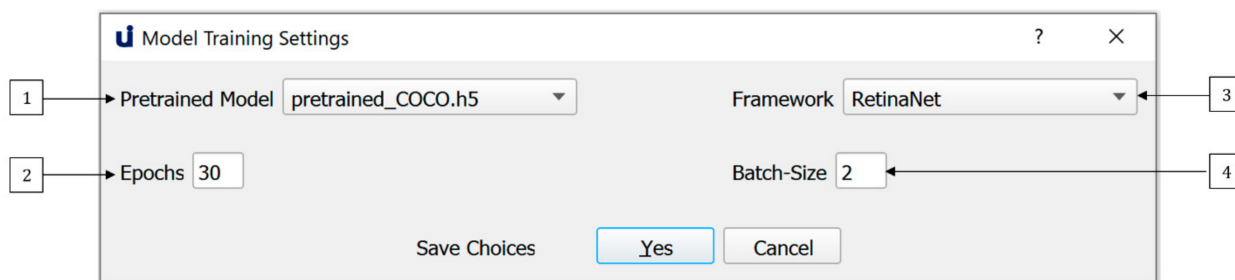 ui Model Training Settings ? ×
1 Pretrained Model pretrained_COCO.h5 Framework RetinaNet 3
2 Epochs 30 Batch-Size 2 4
Save Choices Yes Cancel